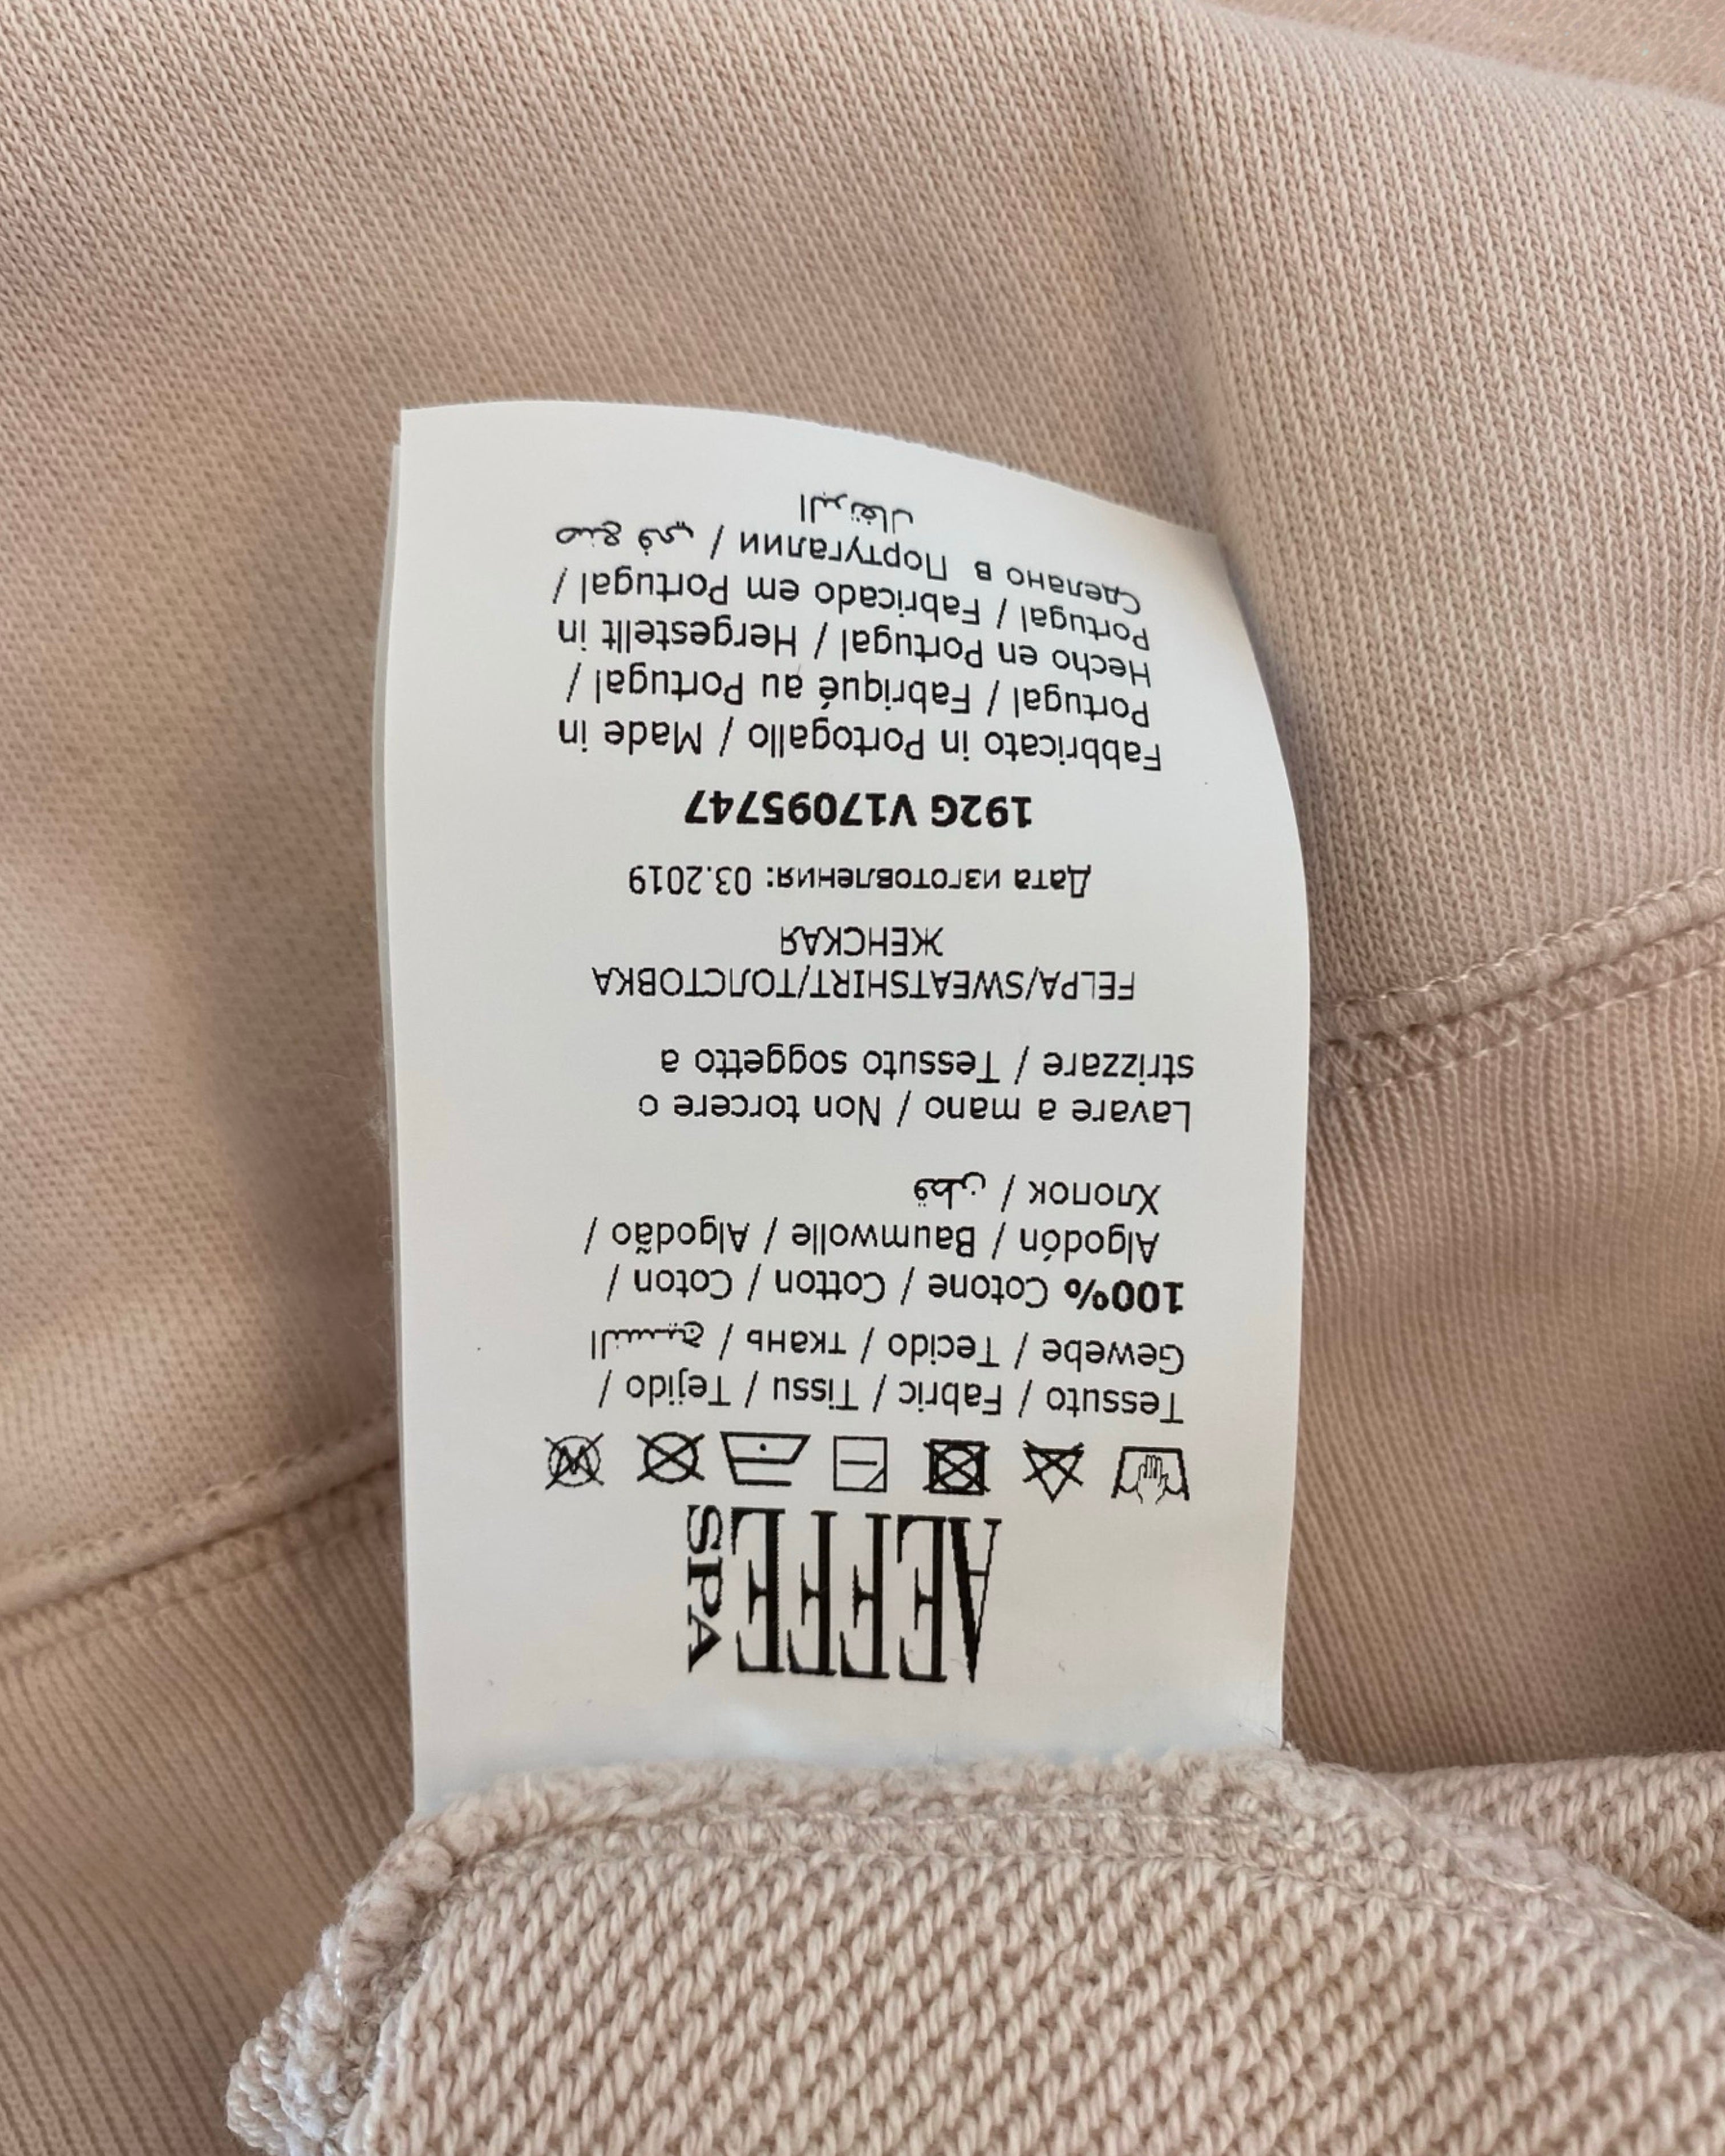 AEFFE
SPA
Tessuto / Fabric / Tissu / Tejido /
Gewebe / Tecido / ткань / النسيج
100% Cotone / Cotton / Coton /
Algodón / Baumwolle / Algodão /
Хлопок / قطن
Lavare a mano / Non torcere o
strizzare / Tessuto soggetto a
FELPA/SWEATSHIRT/ТОЛСТОВКА
ЖЕНСКАЯ
Дата изготовления: 03.2019
192G V17095747
Fabbricato in Portogallo / Made in
Portugal / Fabriqué au Portugal /
Hecho en Portugal / Hergestellt in
Portugal / Fabricado em Portugal /
Сделано в Португалии / صنع في
البرتغال